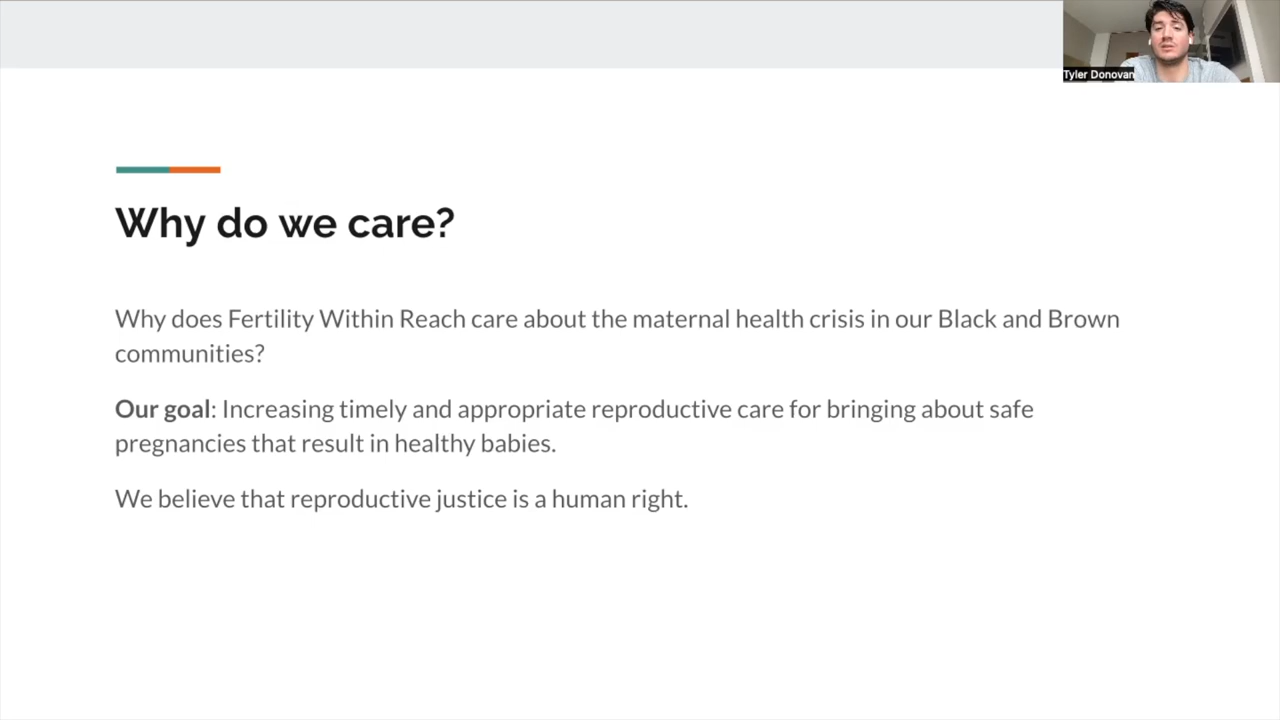 Tyler Donovan
Why do we care?
Why does Fertility Within Reach care about the maternal health crisis in our Black and Brown
communities?
Our goal: Increasing timely and appropriate reproductive care for bringing about safe
pregnancies that result in healthy babies.
We believe that reproductive justice is a human right.